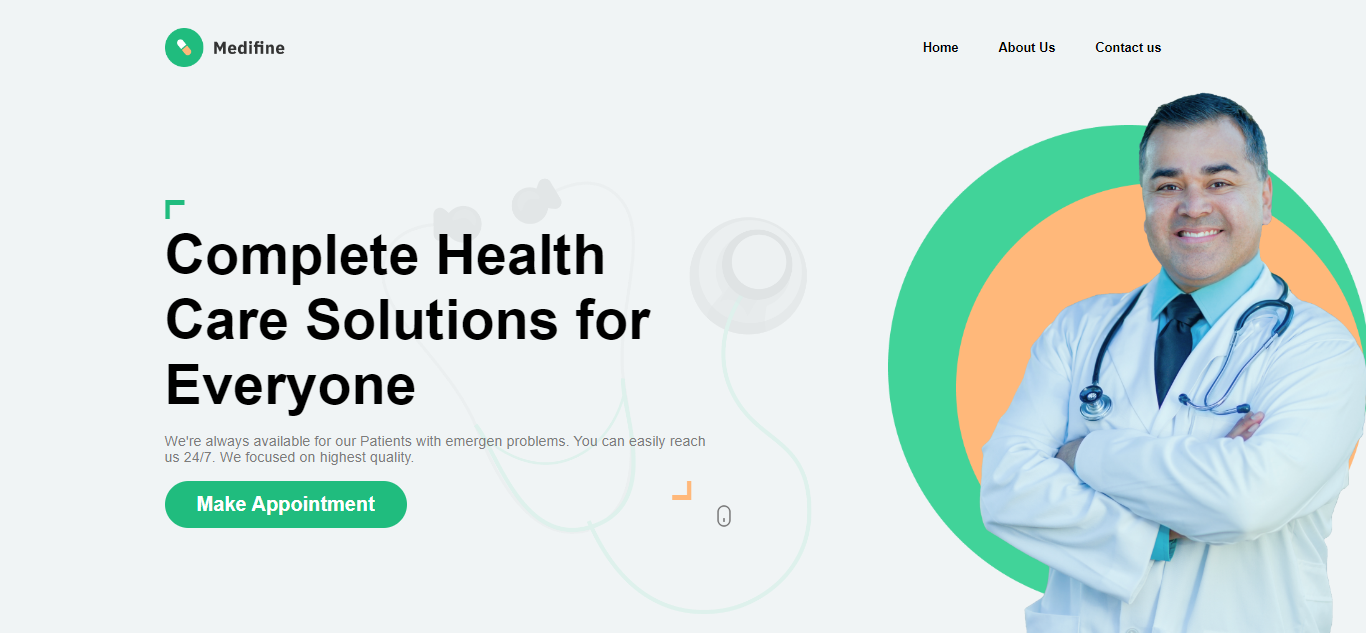 Medifine
Home
About Us
Contact us
Complete Health
Care Solutions for
Everyone
We're always available for our Patients with emergen problems. You can easily reach
us 24/7. We focused on highest quality.
Make Appointment